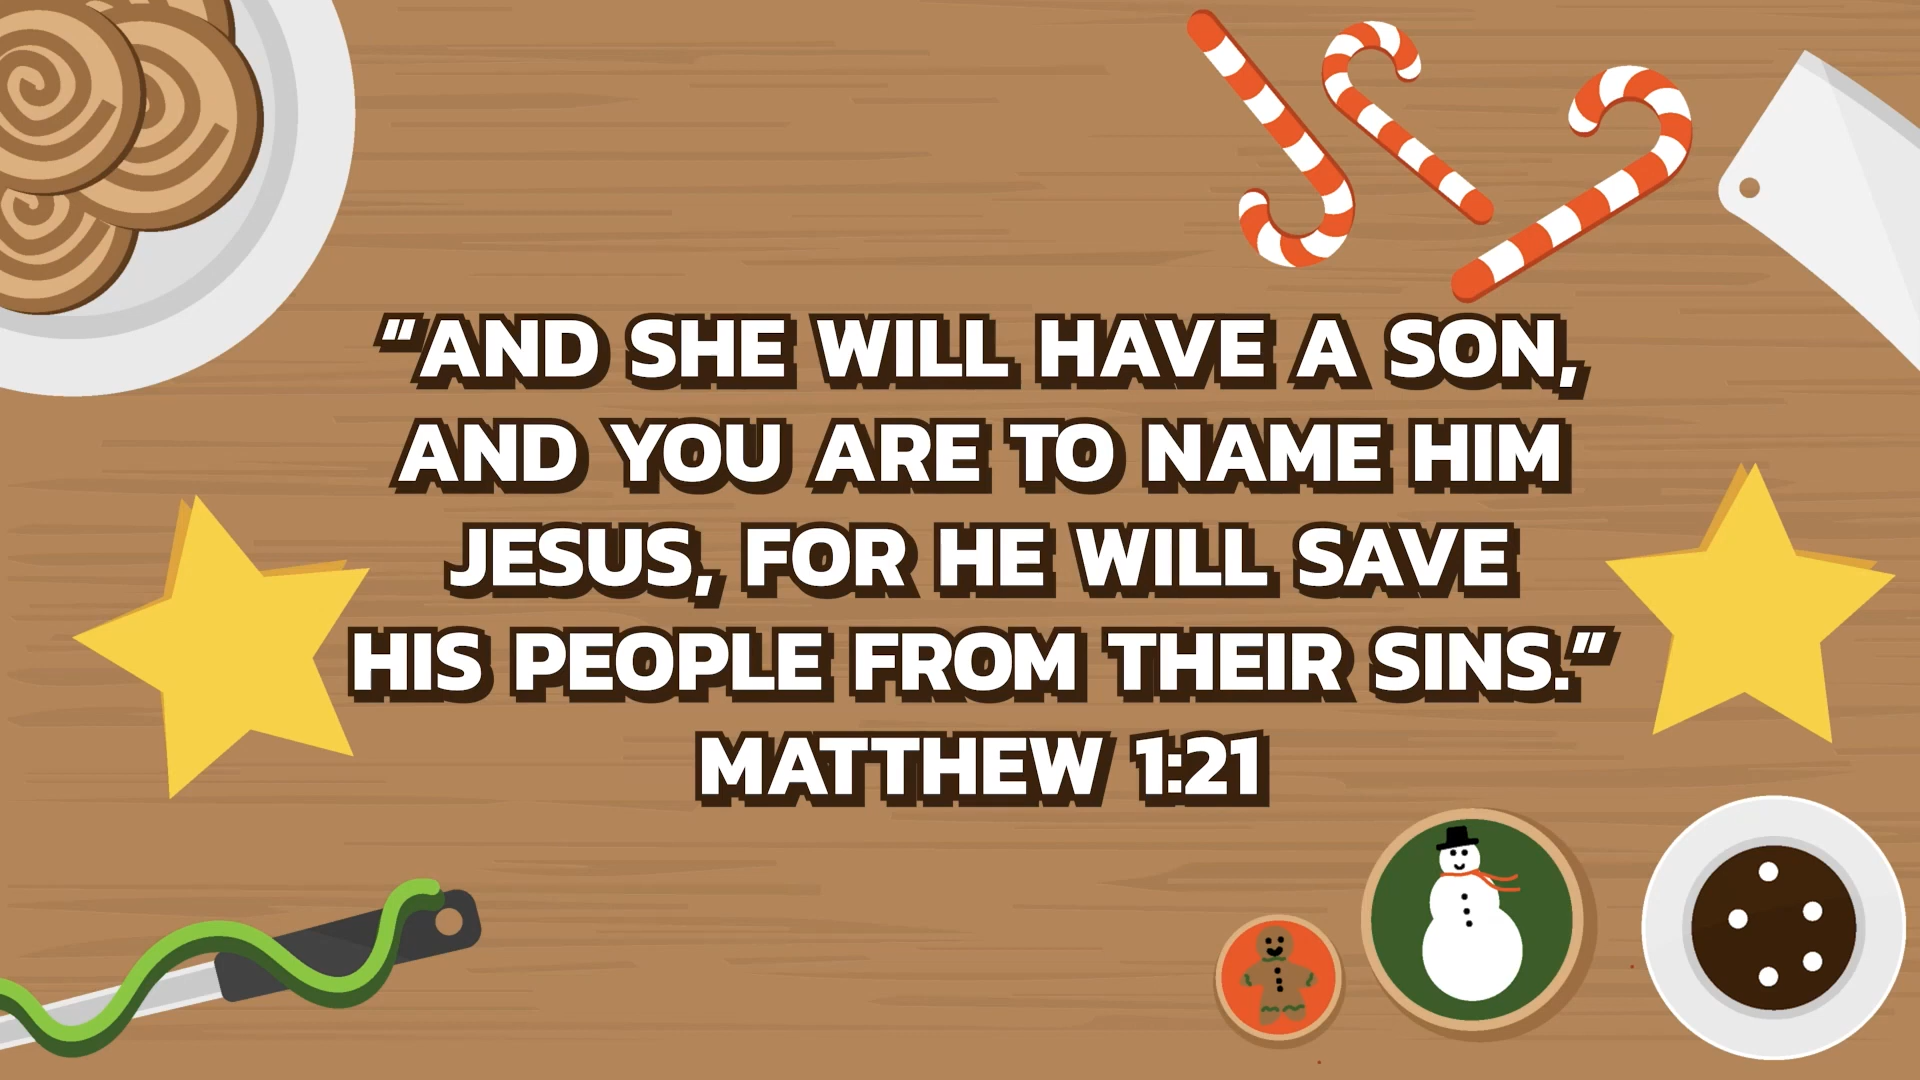 “AND SHE WILL HAVE A SON,
AND YOU ARE TO NAME HIM
JESUS, FOR HE WILL SAVE
HIS PEOPLE FROM THEIR SINS.”
MATTHEW 1:21